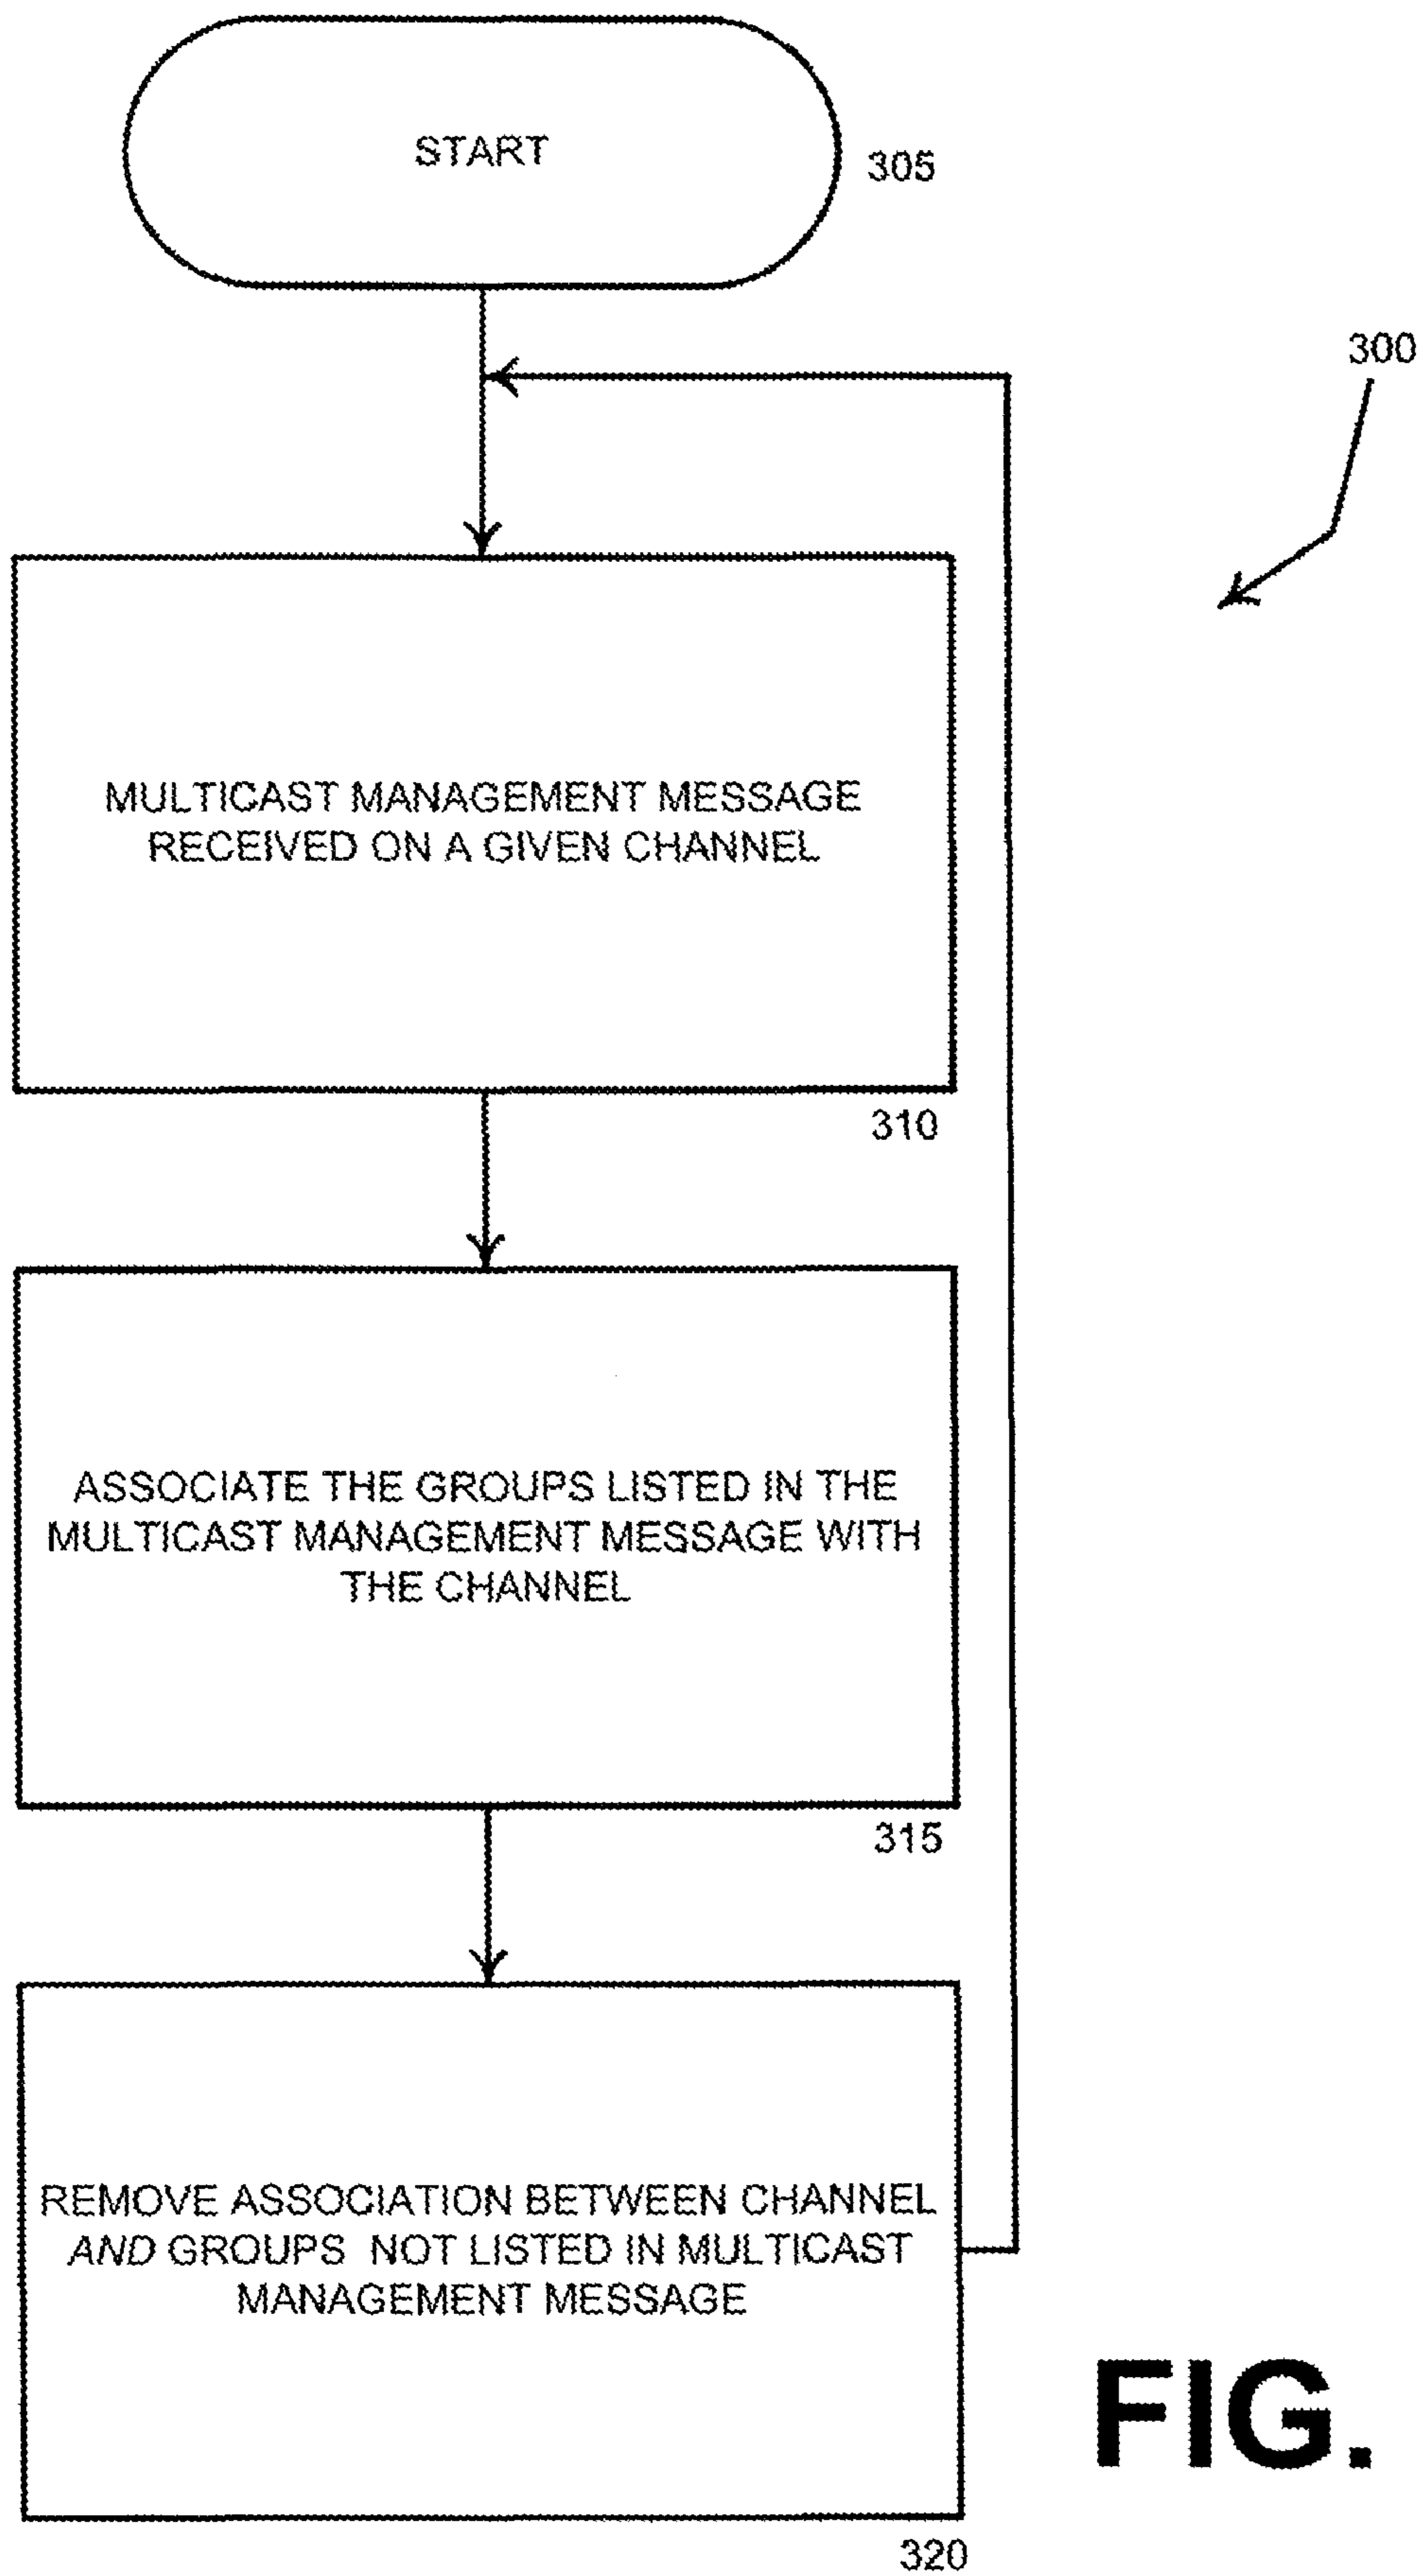 START
305
300
MULTICAST MANAGEMENT MESSAGE
RECEIVED ON A GIVEN CHANNEL
310
ASSOCIATE THE GROUPS LISTED IN THE
MULTICAST MANAGEMENT MESSAGE WITH
THE CHANNEL
315
REMOVE ASSOCIATION BETWEEN CHANNEL
AND GROUPS NOT LISTED IN MULTICAST
MANAGEMENT MESSAGE
320
FIG.